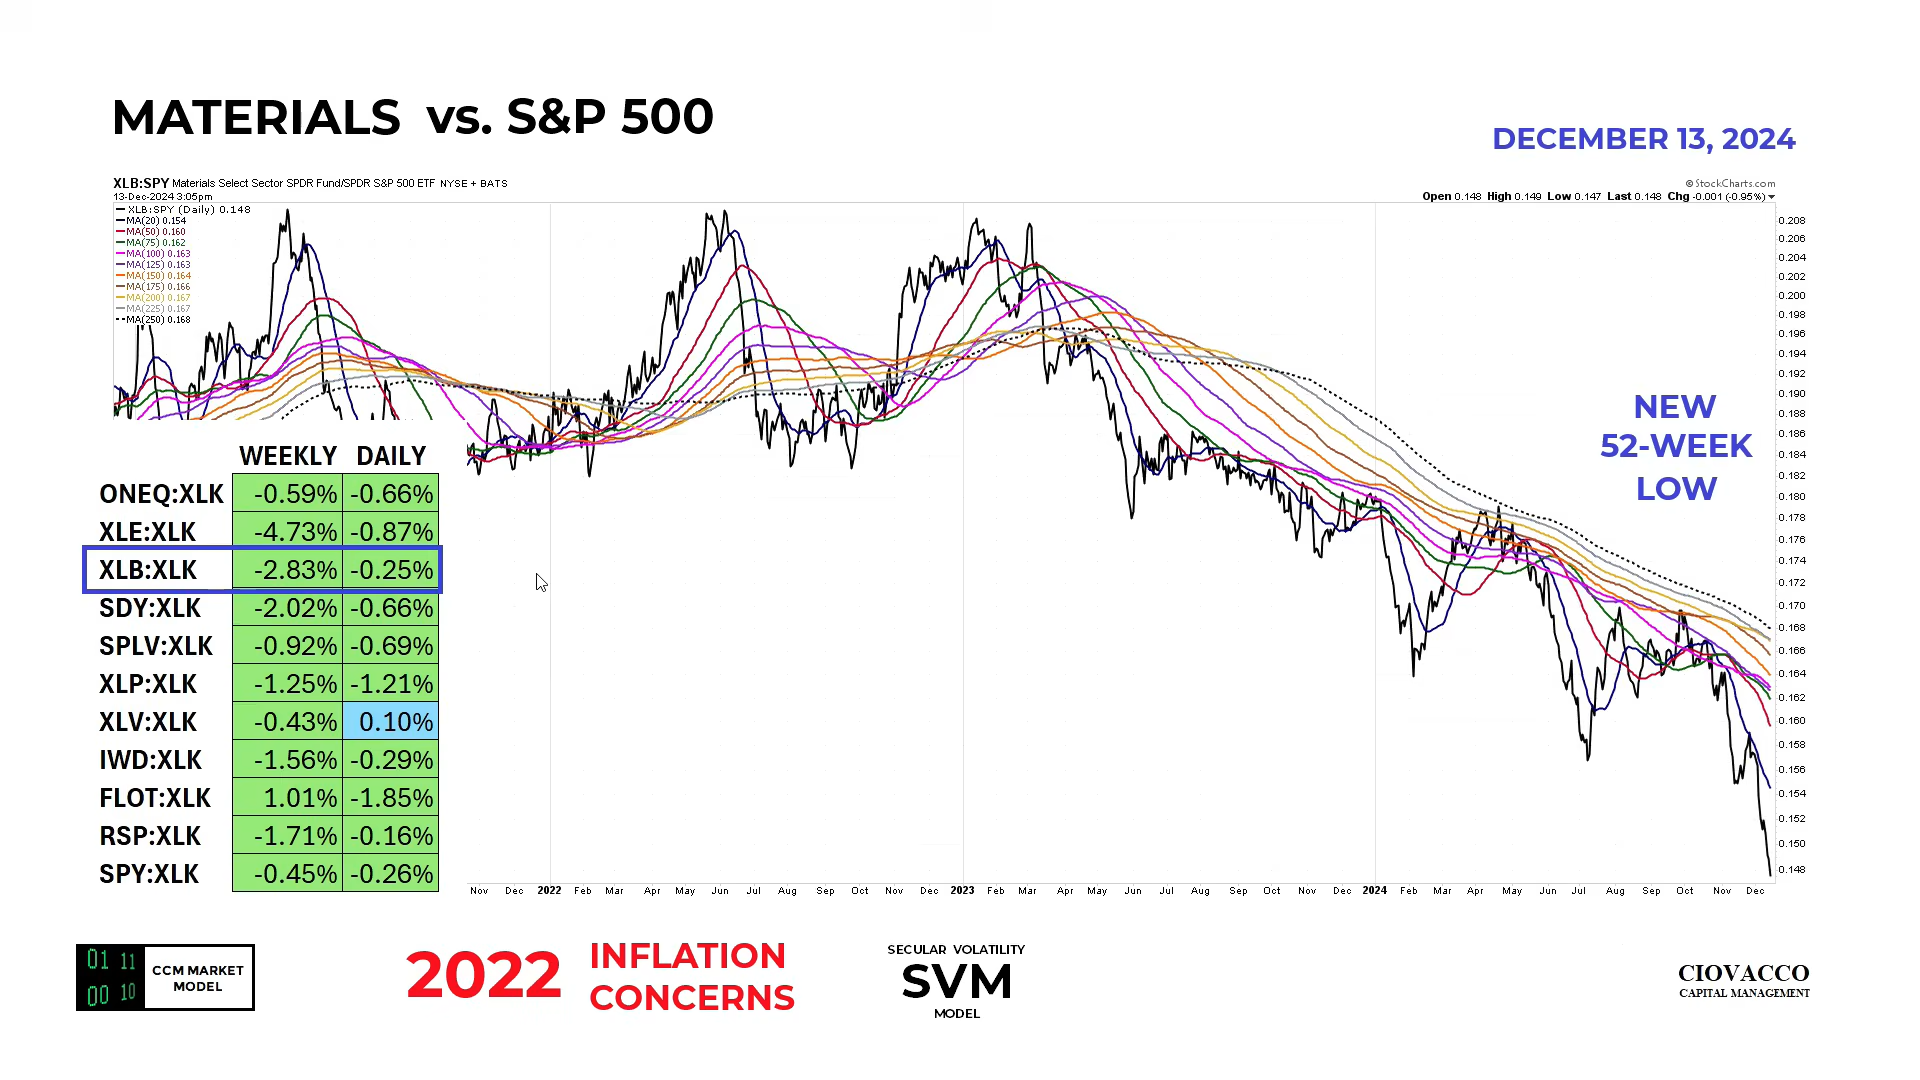 MATERIALS vs. S&P 500
DECEMBER 13, 2024
XLB:SPY Materials Select Sector SPDR Fund/SPDR S&P 500 ETF NYSE + BATS
© StockCharts.com
13-Dec-2024 3:05pm
Open 0.148 High 0.149 Low 0.147 Last 0.148 Chg -0.001 (-0.95%)
XLB:SPY (Daily) 0.148
MA(20) 0.154
MA(50) 0.160
MA(75) 0.162
MA(100) 0.163
MA(125) 0.163
MA(150) 0.164
MA(175) 0.166
MA(200) 0.167
MA(225) 0.167
MA(250) 0.168
0.208
0.206
0.204
0.202
0.200
0.198
0.196
0.194
0.192
0.190
0.188
0.186
0.184
0.182
0.180
0.178
0.176
0.174
0.172
0.170
0.168
0.166
0.164
0.162
0.160
0.158
0.156
0.154
0.152
0.150
0.148
NEW
52-WEEK
LOW
WEEKLY DAILY
ONEQ:XLK -0.59% -0.66%
XLE:XLK -4.73% -0.87%
XLB:XLK -2.83% -0.25%
SDY:XLK -2.02% -0.66%
SPLV:XLK -0.92% -0.69%
XLP:XLK -1.25% -1.21%
XLV:XLK -0.43% 0.10%
IWD:XLK -1.56% -0.29%
FLOT:XLK 1.01% -1.85%
RSP:XLK -1.71% -0.16%
SPY:XLK -0.45% -0.26%
Nov Dec 2022 Feb Mar Apr May Jun Jul Aug Sep Oct Nov Dec 2023 Feb Mar Apr May Jun Jul Aug Sep Oct Nov Dec 2024 Feb Mar Apr May Jun Jul Aug Sep Oct Nov Dec
01 11
00 10
CCM MARKET
MODEL
2022
INFLATION
CONCERNS
SECULAR VOLATILITY
SVM
MODEL
CIOVACCO
CAPITAL MANAGEMENT